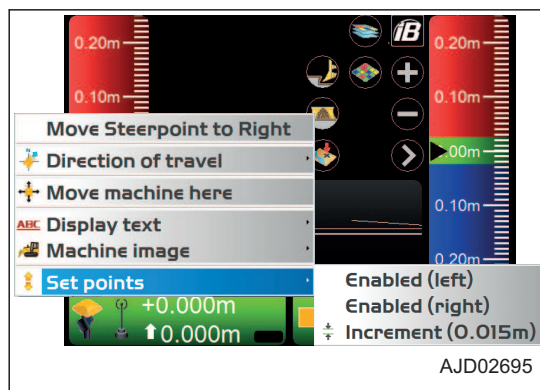 0.20m
iB
0.20m
0.10m
0.10m
Move Steerpoint to Right
Direction of travel
.00m
Move machine here
0.10m
ABC Display text
Machine image
0.20m
Set points
Enabled (left)
+0.000m
Enabled (right)
0.000m
Increment (0.015m)
AJD02695